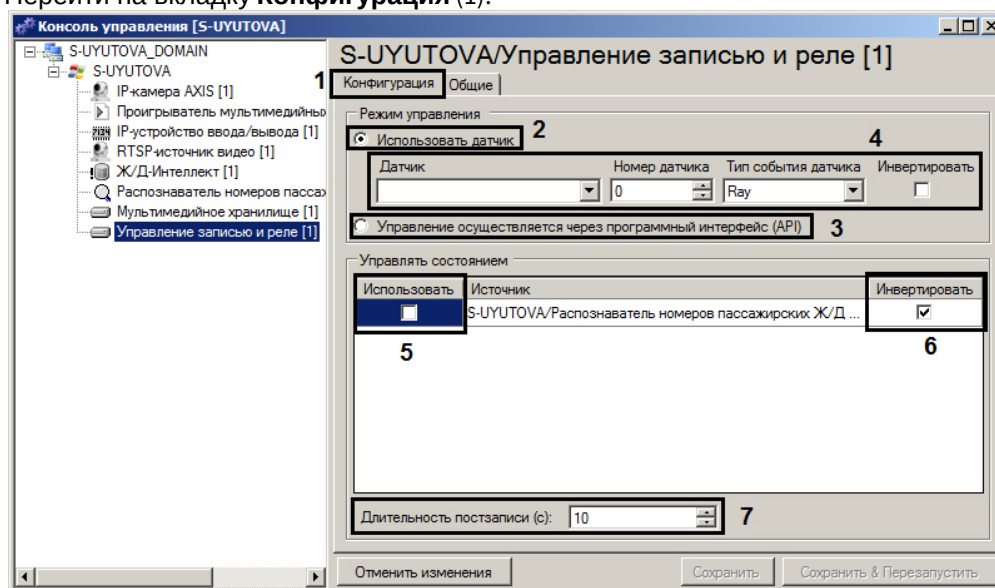 Перейти на вкладку Конфигурация (1).
Консоль управления [S-UYUTOVA]
S-UYUTOVA_DOMAIN
S-UYUTOVA
IP-камера AXIS [1]
Проигрыватель мультимедийны
IP-устройство ввода/вывода [1]
RTSP-источник видео [1]
Ж/Д-Интеллект [1]
Распознаватель номеров пассаж
Мультимедийное хранилище [1]
Управление записью и реле [1]
S-UYUTOVA/Управление записью и реле [1]
1
Конфигурация Общие
Режим управления
Использовать датчик 2
4
Датчик Номер датчика Тип события датчика Инвертировать
0 Ray
Управление осуществляется через программный интерфейс (API) 3
Управлять состоянием
Использовать Источник Инвертировать
S-UYUTOVA/Распознаватель номеров пассажирских Ж/Д ...
5 6
Длительность постзаписи (с): 10 7
Отменить изменения Сохранить Сохранить & Перезапустить